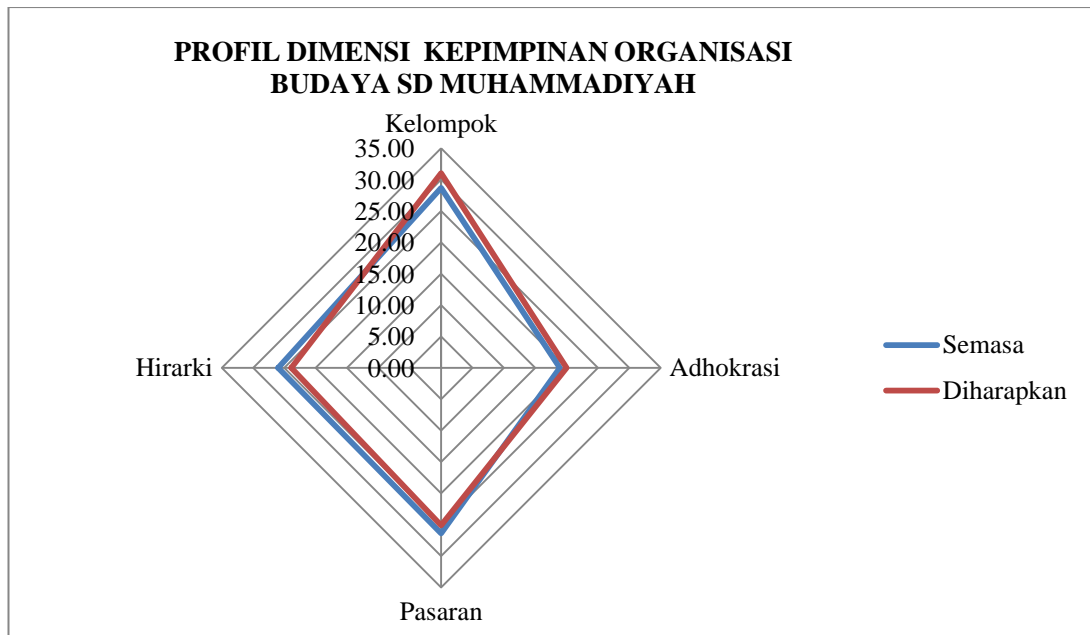 PROFIL DIMENSI KEPIMPINAN ORGANISASI
BUDAYA SD MUHAMMADIYAH
Kelompok
35.00
30.00
25.00
20.00
15.00
10.00
5.00
0.00
Hirarki
Adhokrasi
Pasaran
Semasa
Diharapkan